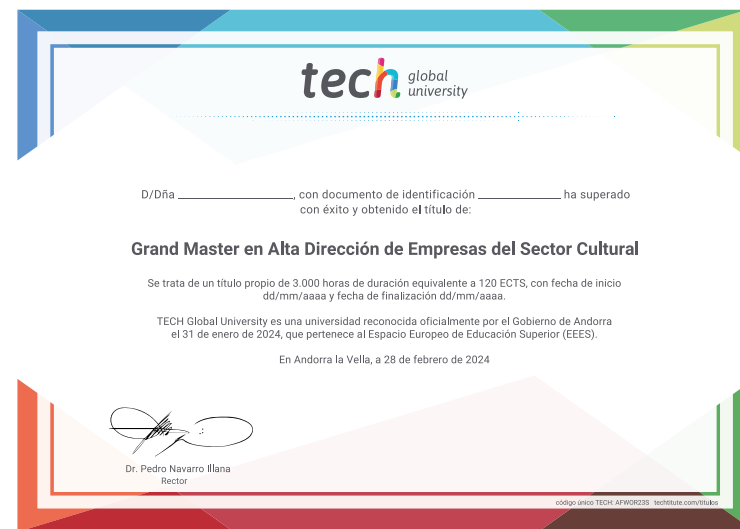 tech global university
D/Dña ____________________, con documento de identificación ______________ ha superado
con éxito y obtenido el título de:
Grand Master en Alta Dirección de Empresas del Sector Cultural
Se trata de un título propio de 3.000 horas de duración equivalente a 120 ECTS, con fecha de inicio
dd/mm/aaaa y fecha de finalización dd/mm/aaaa.
TECH Global University es una universidad reconocida oficialmente por el Gobierno de Andorra
el 31 de enero de 2024, que pertenece al Espacio Europeo de Educación Superior (EEES).
En Andorra la Vella, a 28 de febrero de 2024
Dr. Pedro Navarro Illana
Rector
código único TECH: AFWOR23S techtitute.com/titulos